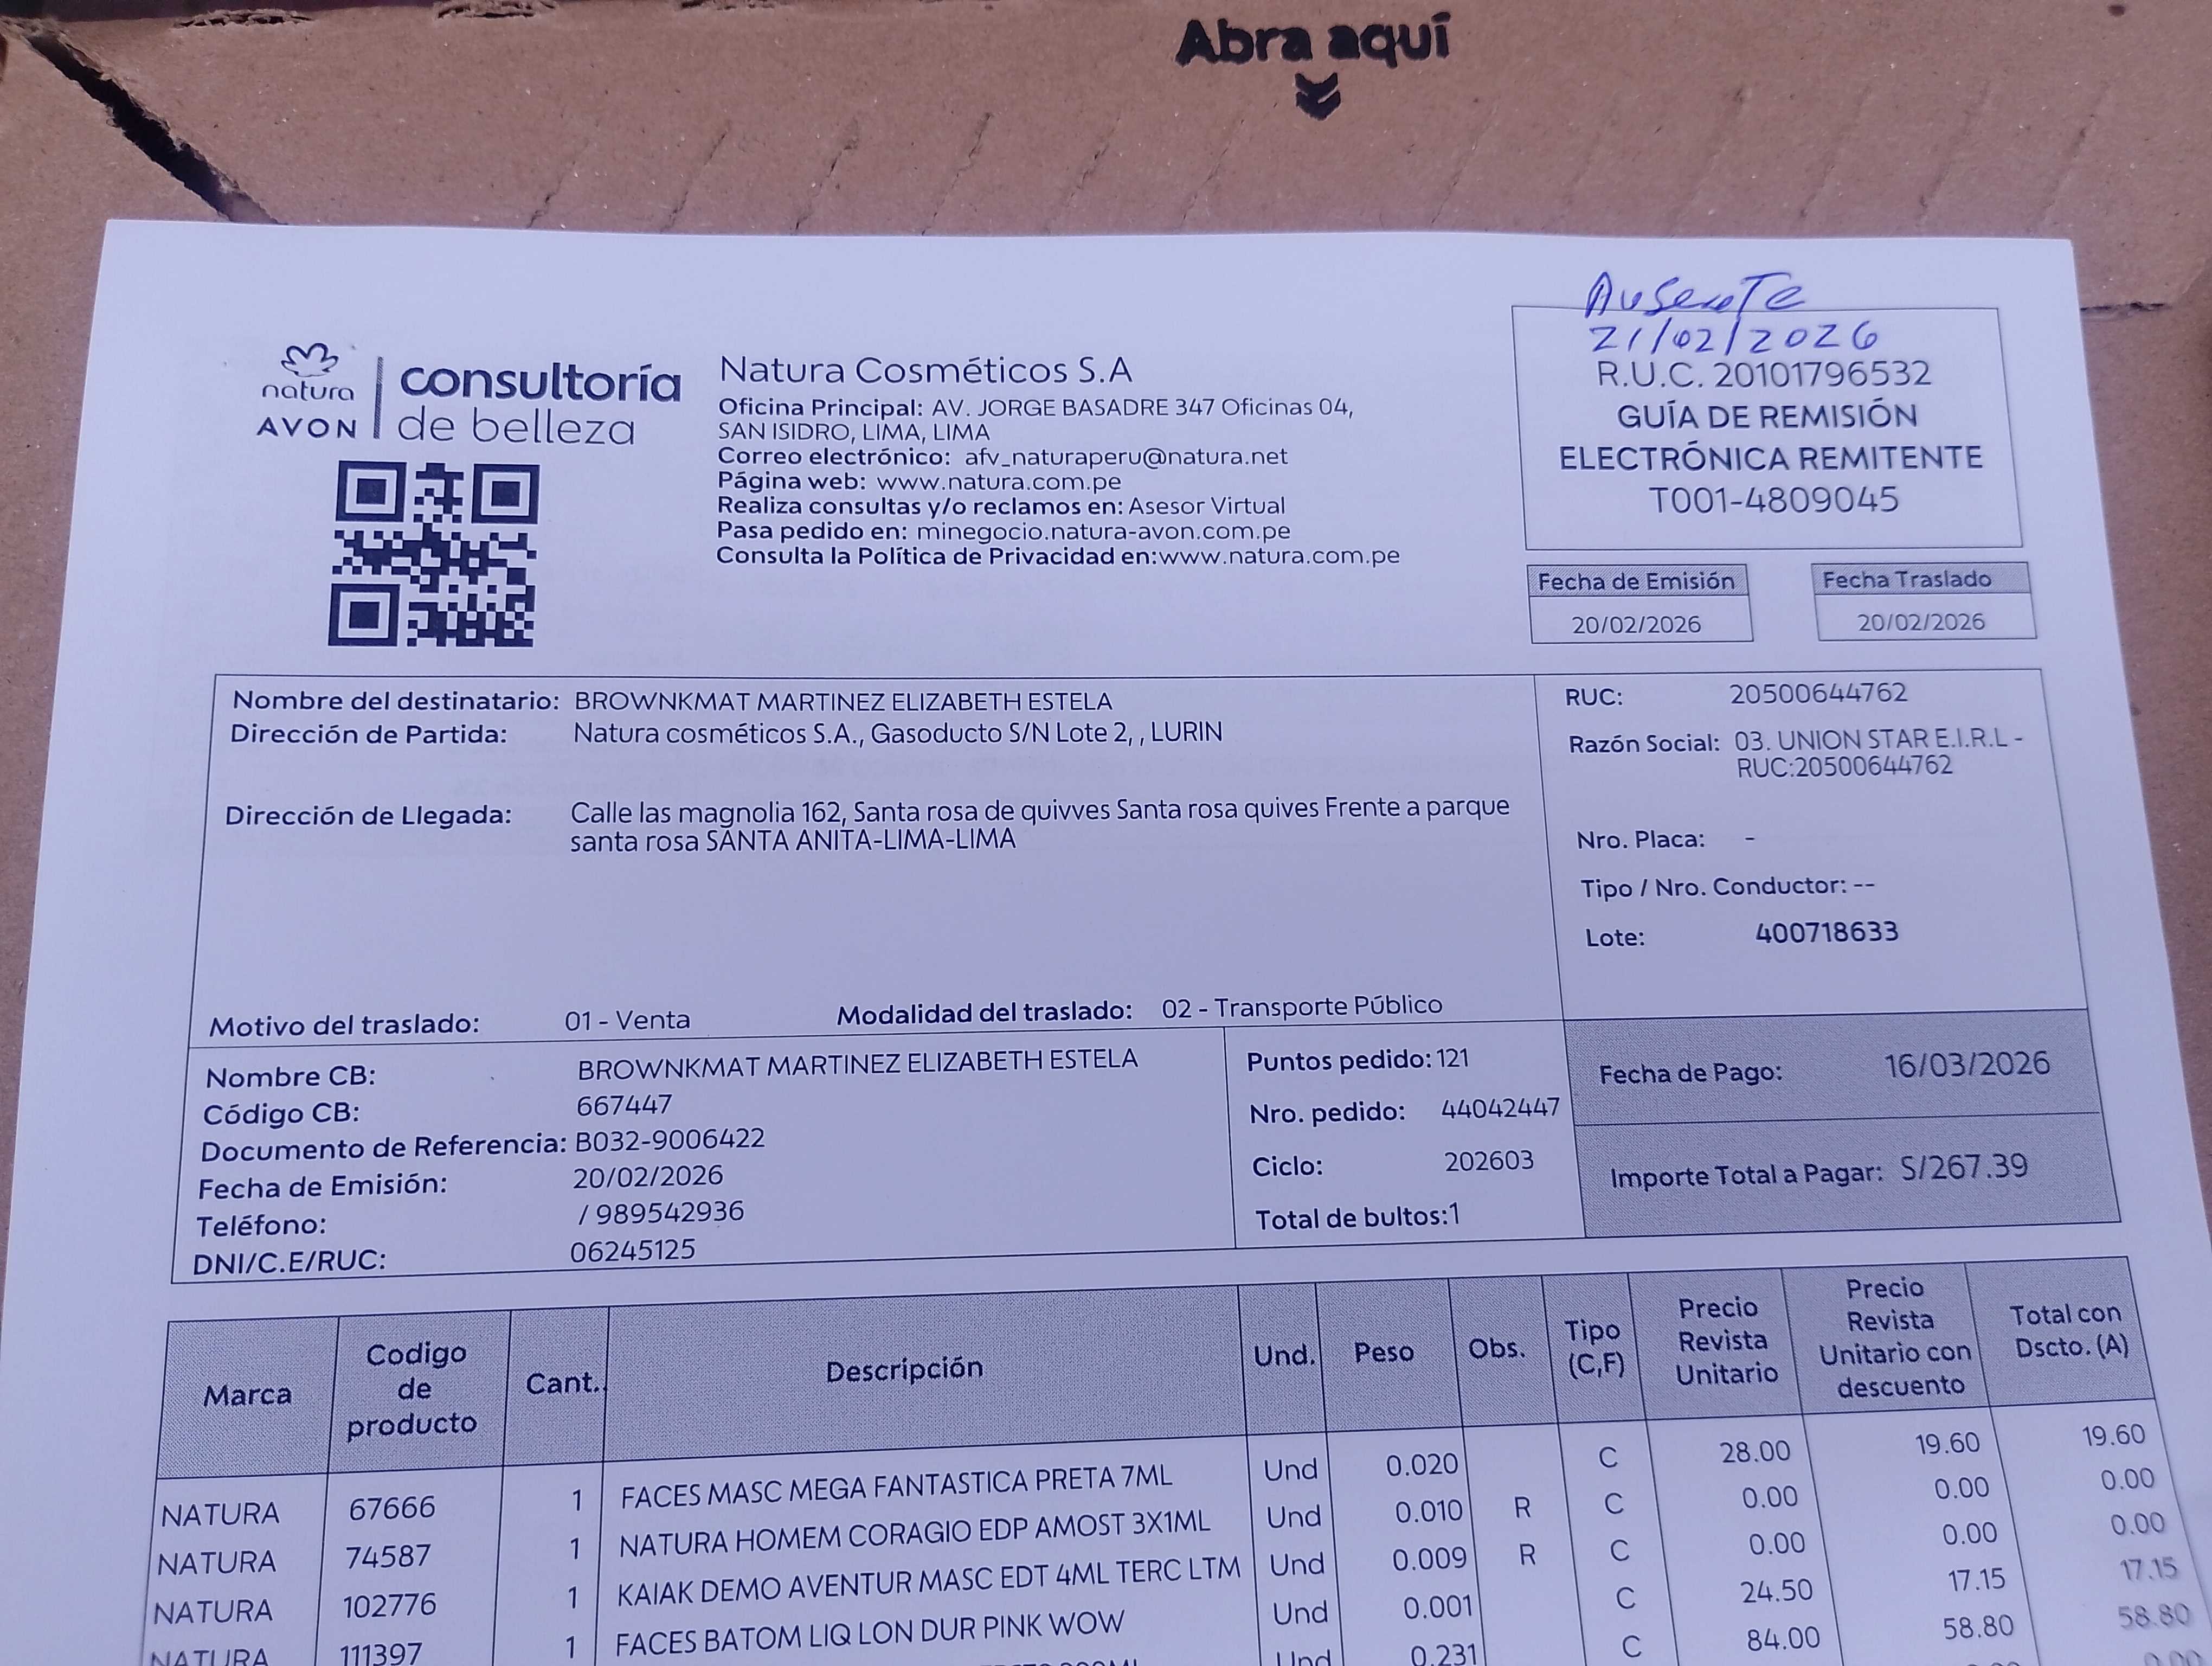 Abra aquí
Ausente
21/02/2026
natura
AVON
consultoría
de belleza
Natura Cosméticos S.A
Oficina Principal: AV. JORGE BASADRE 347 Oficinas 04,
SAN ISIDRO, LIMA, LIMA
Correo electrónico: afv_naturaperu@natura.net
Página web: www.natura.com.pe
Realiza consultas y/o reclamos en: Asesor Virtual
Pasa pedido en: minegocio.natura-avon.com.pe
Consulta la Política de Privacidad en:www.natura.com.pe
R.U.C. 20101796532
GUÍA DE REMISIÓN
ELECTRÓNICA REMITENTE
T001-4809045
Fecha de Emisión
20/02/2026
Fecha Traslado
20/02/2026
Nombre del destinatario: BROWNKMAT MARTINEZ ELIZABETH ESTELA
Dirección de Partida: Natura cosméticos S.A., Gasoducto S/N Lote 2, , LURIN
Dirección de Llegada: Calle las magnolia 162, Santa rosa de quivves Santa rosa quives Frente a parque
santa rosa SANTA ANITA-LIMA-LIMA
Motivo del traslado: 01 - Venta Modalidad del traslado: 02 - Transporte Público
RUC: 20500644762
Razón Social: 03. UNION STAR E.I.R.L -
RUC:20500644762
Nro. Placa: -
Tipo / Nro. Conductor: --
Lote: 400718633
Nombre CB: BROWNKMAT MARTINEZ ELIZABETH ESTELA
Código CB: 667447
Documento de Referencia: B032-9006422
Fecha de Emisión: 20/02/2026
Teléfono: / 989542936
DNI/C.E/RUC: 06245125
Puntos pedido: 121
Nro. pedido: 44042447
Ciclo: 202603
Total de bultos:1
Fecha de Pago: 16/03/2026
Importe Total a Pagar: S/267.39
Marca Codigo de producto Cant. Descripción Und. Peso Obs. Tipo (C,F) Precio Revista Unitario Precio Revista Unitario con descuento Total con Dscto. (A)
NATURA 67666 1 FACES MASC MEGA FANTASTICA PRETA 7ML Und 0.020 C 28.00 19.60 19.60
NATURA 74587 1 NATURA HOMEM CORAGIO EDP AMOST 3X1ML Und 0.010 R C 0.00 0.00 0.00
NATURA 102776 1 KAIAK DEMO AVENTUR MASC EDT 4ML TERC LTM Und 0.009 R C 0.00 0.00 0.00
NATURA 111397 1 FACES BATOM LIQ LON DUR PINK WOW Und 0.001 C 24.50 17.15 17.15
Und 0.231 C 84.00 58.80 58.80